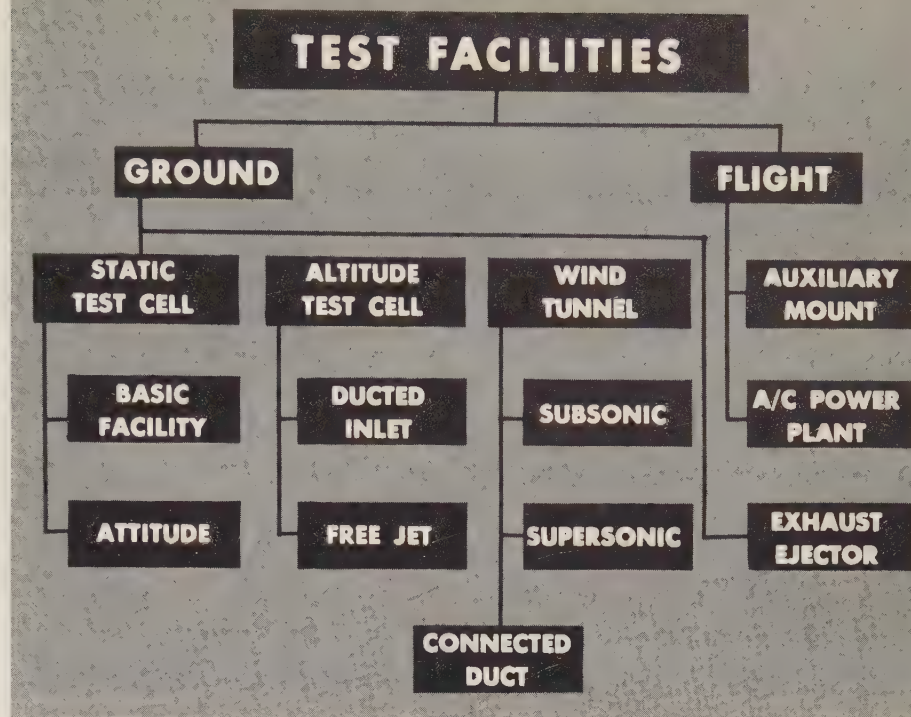 TEST FACILITIES
GROUND
FLIGHT
STATIC
TEST CELL
ALTITUDE
TEST CELL
WIND
TUNNEL
AUXILIARY
MOUNT
BASIC
FACILITY
DUCTED
INLET
SUBSONIC
A/C POWER
PLANT
ATTITUDE
FREE JET
SUPERSONIC
EXHAUST
EJECTOR
CONNECTED
DUCT